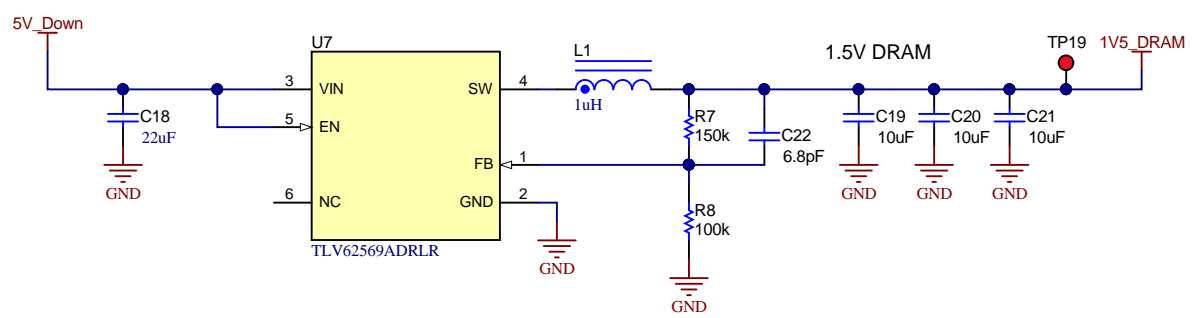 5V_Down
U7
L1
1.5V DRAM
TP19
1V5_DRAM
3
VIN
SW
4
1uH
C18
22uF
5
EN
R7
150k
C22
6.8pF
C19
10uF
C20
10uF
C21
10uF
FB
1
GND
GND
GND
GND
6
NC
GND
2
R8
100k
TLV62569ADRLR
GND
GND